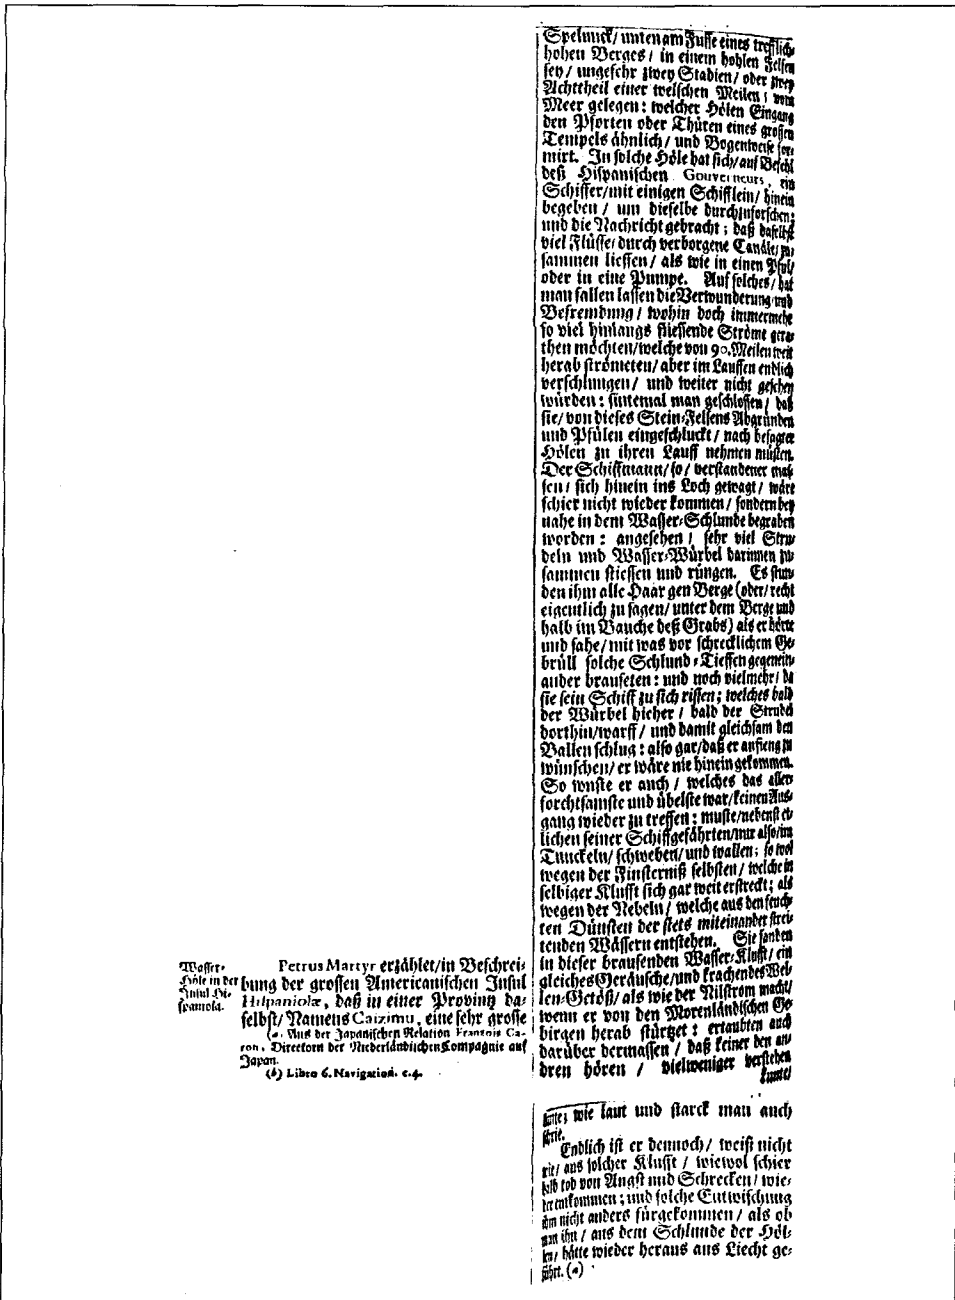 Wasser-
Höle in der
Insul Hi-
spaniola.
Petrus Martyr erzählet/in Beschrei-
bung der grossen Americanischen Insul
Hispaniolæ, daß in einer Provintz da-
selbst/ Namens Caizimu, eine sehr grosse
(a. Aus der Japanischen Relation François Ca-
ron, Directorn der Niederländischen Compagnie auf
Japan.
(b) Libro 6. Navigation. c. 4.
Spelunck/ unten am Fusse eines trefflich
hohen Berges/ in einem hohlen Felsen
sey/ ungefehr zwey Stadien/ oder zwey
Achttheil einer welschen Meilen/ vom
Meer gelegen: welcher Hölen Eingang
den Pforten oder Thüren eines grossen
Tempels ähnlich/ und Bogenweise for-
mirt. In solche Höle hat sich/ auf Befehl
deß Hispanischen Gouverneurs, ein
Schiffer/ mit einigen Schifflein/ hinein
begeben/ um dieselbe durchzuforschen:
und die Nachricht gebracht; daß daselbst
viel Flüsse/ durch verborgene Canäle/ zu-
sammen lieffen/ als wie in einen Pful/
oder in eine Pumpe. Auf solches/ hat
man fallen lassen die Verwunderung und
Befrembdung/ wohin doch immermehr
so viel hinlangs fliessende Ströme gera-
then möchten/ welche von 90. Meilen weit
herab strömeten/ aber im Lauffen endlich
verschlungen/ und weiter nicht gesehen
würden: sintemal man geschlossen/ daß
sie/ von dieses Stein-Felsens Abgründen
und Pfülen eingeschluckt/ nach besagter
Hölen zu ihren Lauff nehmen müsten.
Der Schiffmann/ so/ verstandener mas-
sen/ sich hinein ins Loch gewagt/ wäre
schier nicht wieder kommen/ sondern bey
nahe in dem Wasser-Schlunde begraben
worden: angesehen/ sehr viel Stru-
deln und Wasser-Würbel darinnen zu-
sammen stiessen und rüngen. Es stun-
den ihm alle Haar gen Berge (oder/ recht
eigentlich zu sagen/ unter dem Berge und
halb im Bauche deß Grabs) als er hörte
und sahe/ mit was vor schrecklichem Ge-
brüll solche Schlund-Tieffen gegenein-
ander brauseten: und noch vielmehr/ da
sie sein Schiff zu sich rissen; welches bald
der Würbel hieher/ bald der Strudel
dorthin/ warff/ und damit gleichsam den
Ballen schlug: also gar/ daß er anfieng zu
wünschen/ er wäre nie hinein gekommen.
So wuste er auch/ welches das aller-
forchtsamste und übelste war/ keinen Aus-
gang wieder zu treffen: muste/ nebenst et-
lichen seiner Schiffgefährten/ nur also/ im
Tunckeln/ schweben/ und wallen; so wol
wegen der Finsterniß selbsten/ welche in
selbiger Klufft sich gar weit erstreckt; als
wegen der Nebeln/ welche aus den feuch-
ten Dünsten der stets miteinander strei-
tenden Wässern entstehen. Sie fanden
in dieser brausenden Wasser-Klufft/ ein
gleiches Geräusche/ und krachendes Wel-
len-Getöß/ als wie der Nilstrom macht/
wenn er von den Morenländischen Ge-
birgen herab stürtzet: ertaubten auch
darüber dermassen/ daß keiner den an-
dren hören/ vielweniger verstehen
kunte/
kunte; wie laut und starck man auch
schrie.
Endlich ist er dennoch/ weiß nicht
wie/ aus solcher Klufft/ wiewol schier
halb tod von Angst und Schrecken/ wie-
der entkommen; und solche Entwischung
ihm nicht anders fürgekommen/ als ob
man ihn/ aus dem Schlunde der Höl-
len/ hätte wieder heraus ans Liecht ge-
führt. (a)